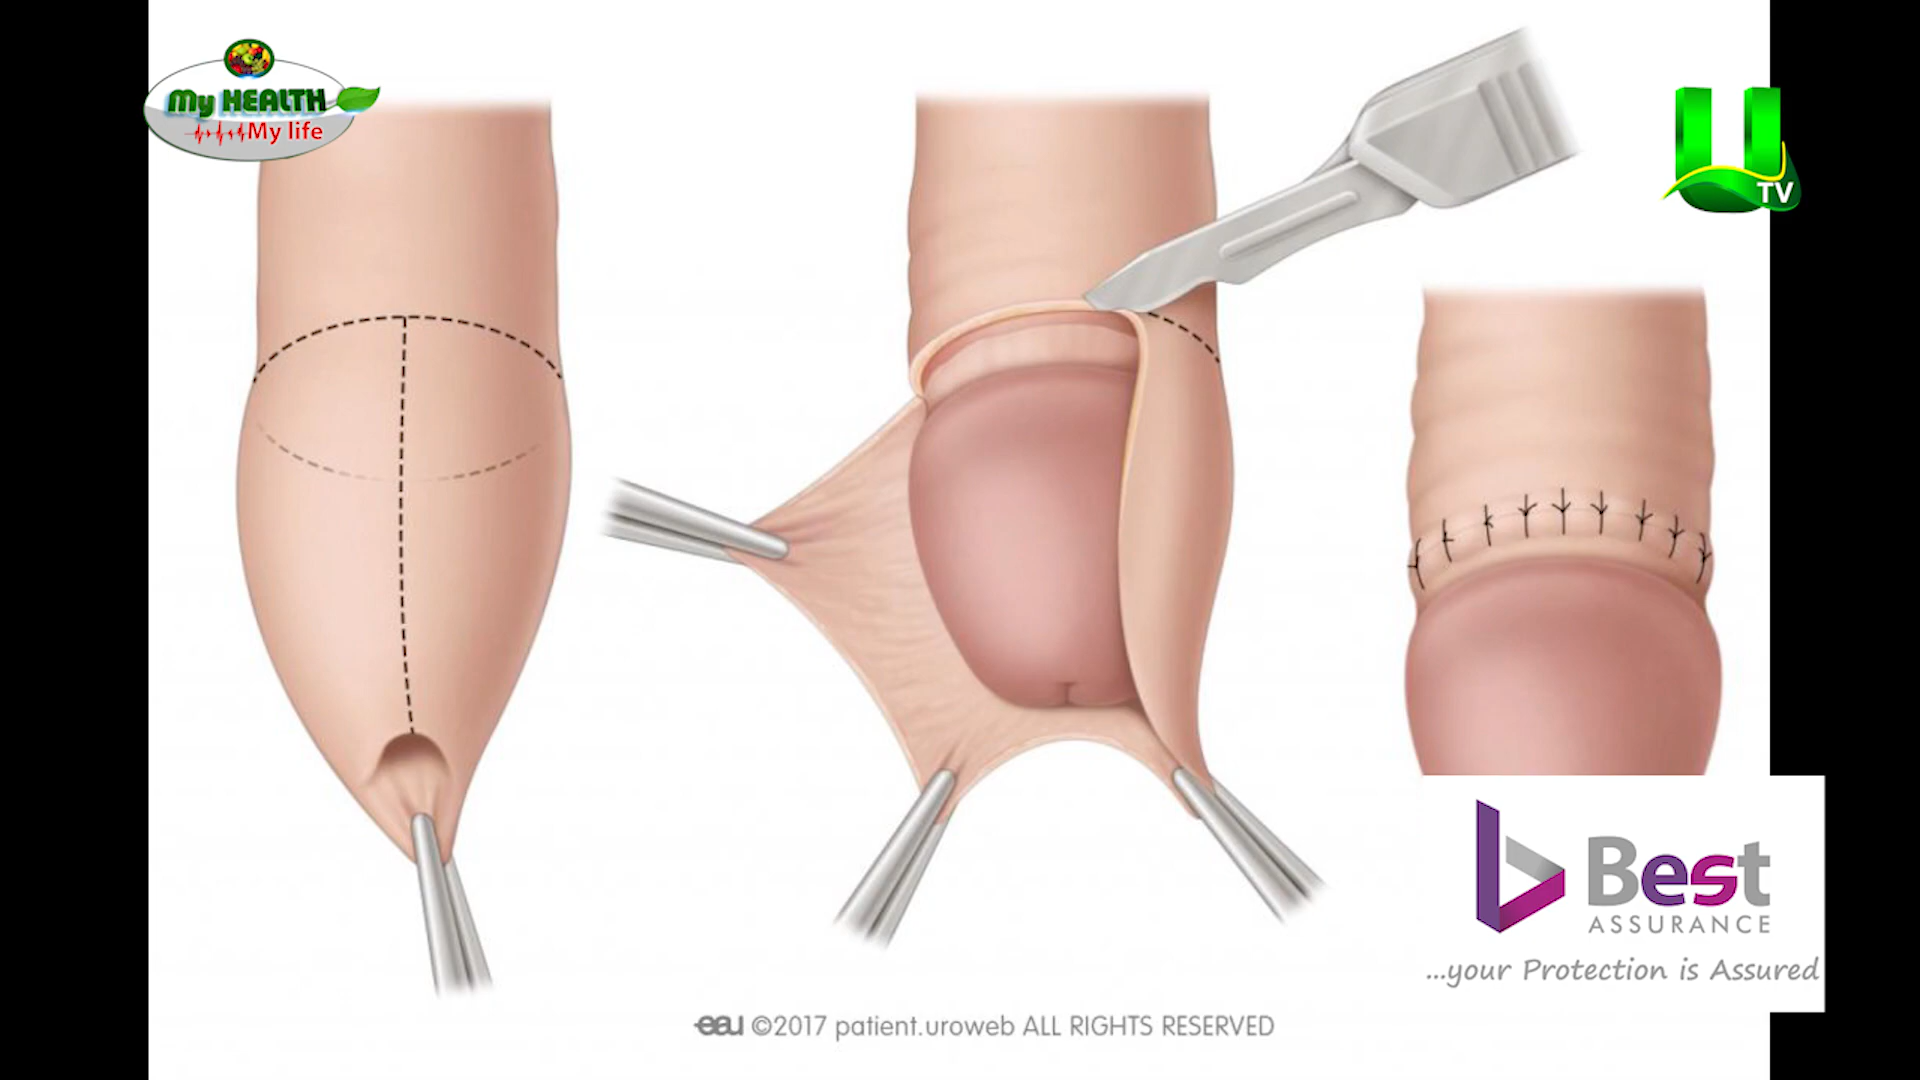 My HEALTH
My life
U
TV
Best
ASSURANCE
...your Protection is Assured
eau ©2017 patient.uroweb ALL RIGHTS RESERVED